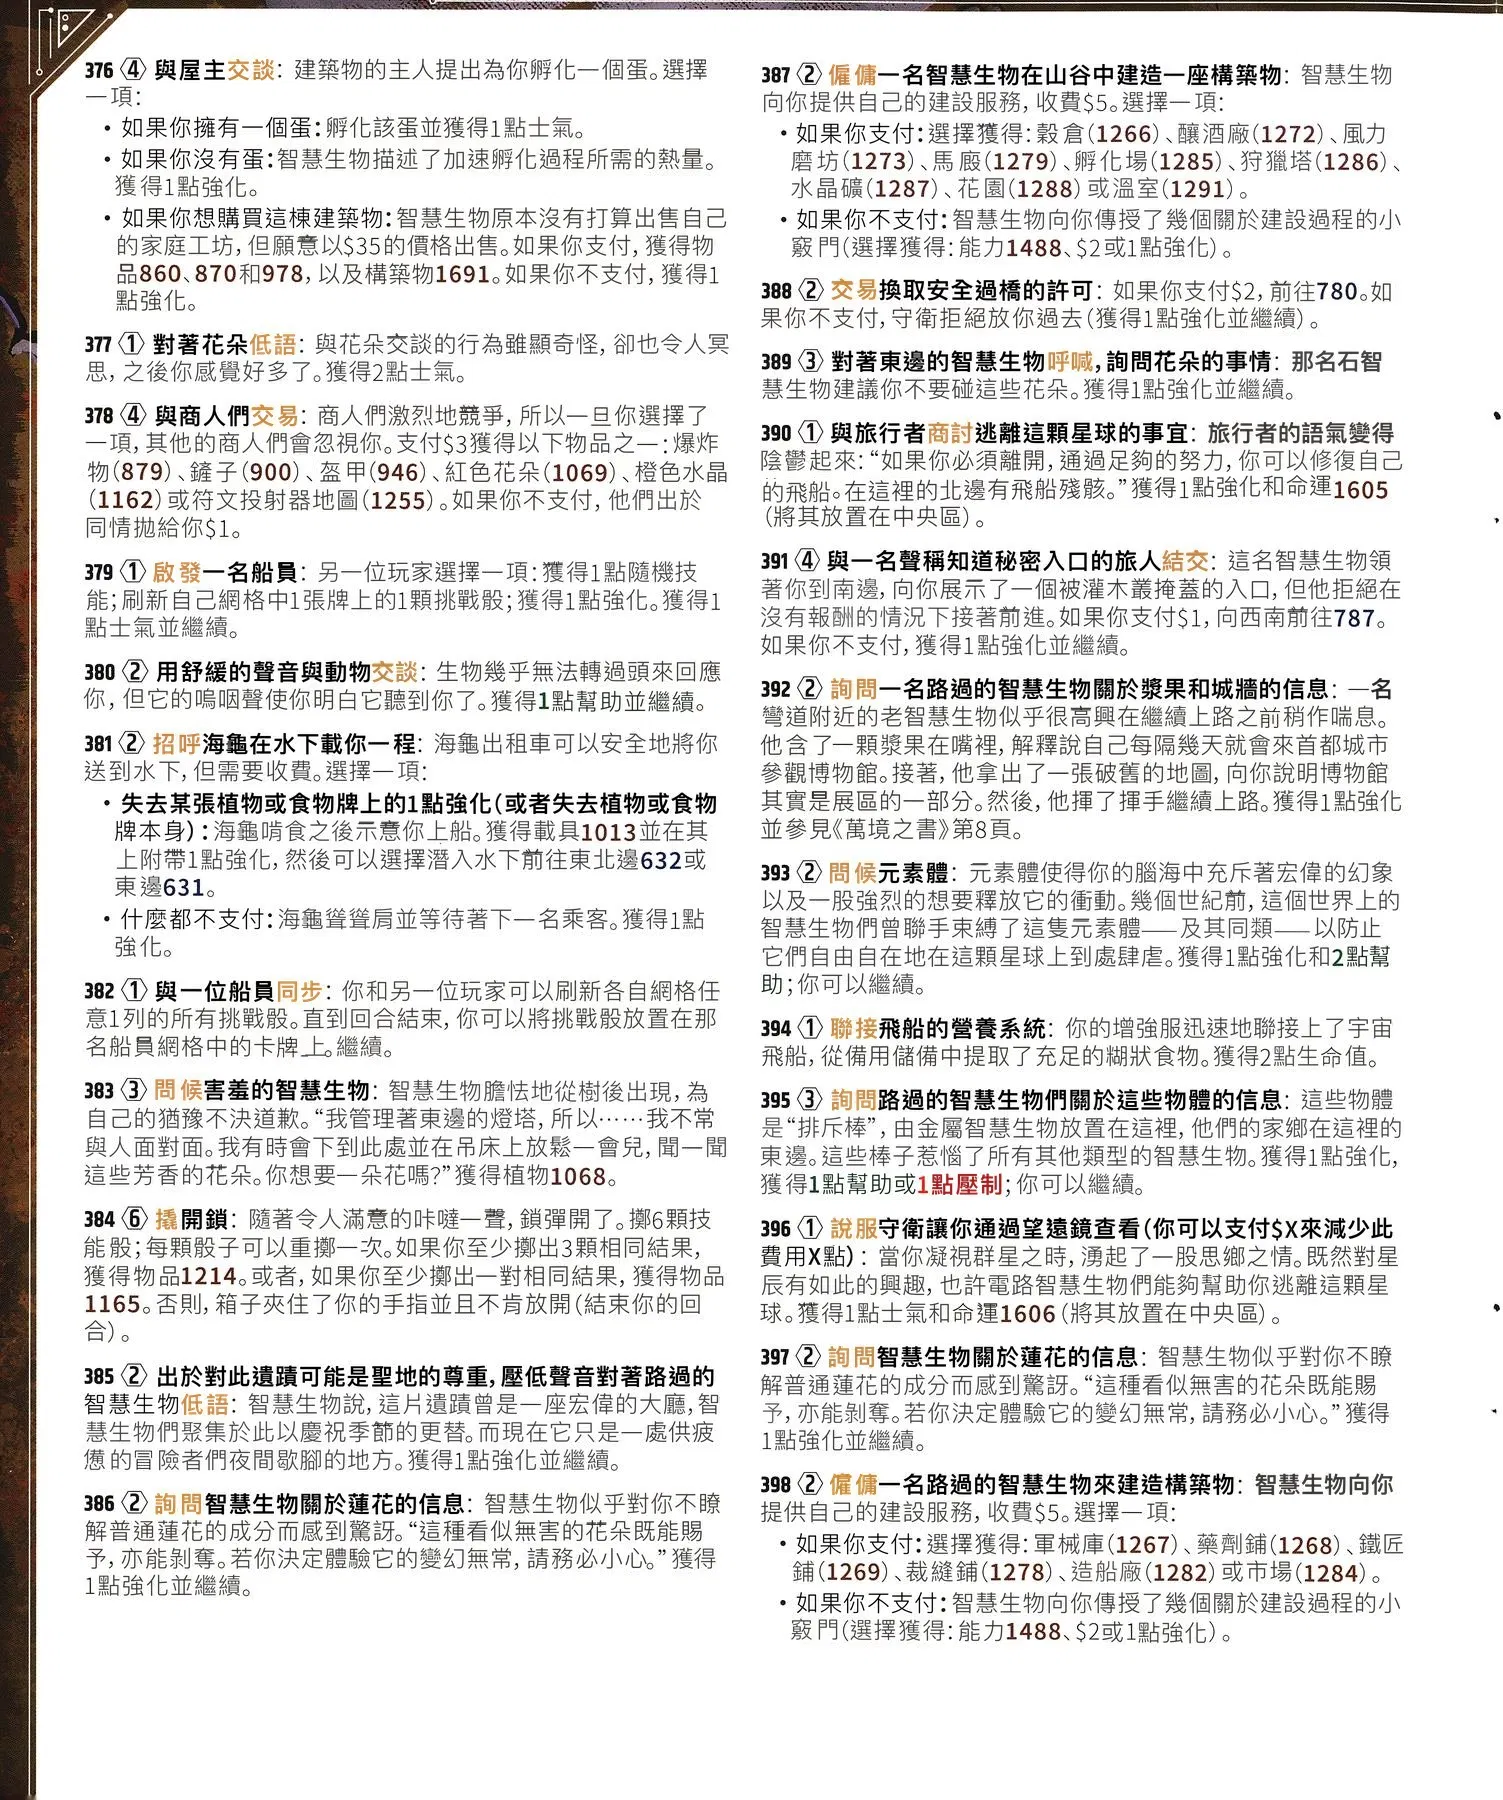 376 4 與屋主交談：建築物的主人提出為你孵化一個蛋。選擇
一項：
•如果你擁有一個蛋：孵化該蛋並獲得1點士氣。
•如果你沒有蛋：智慧生物描述了加速孵化過程所需的熱量。
獲得1點強化。
•如果你想購買這棟建築物：智慧生物原本沒有打算出售自己
的家庭工坊，但願意以$35的價格出售。如果你支付，獲得物
品860、870和978，以及構築物1691。如果你不支付，獲得1
點強化。
377 1 對著花朵低語：與花朵交談的行為雖顯奇怪，卻也令人冥
思，之後你感覺好多了。獲得2點士氣。
378 4 與商人們交易：商人們激烈地競爭，所以一旦你選擇了
一項，其他的商人們會忽視你。支付$3獲得以下物品之一：爆炸
物（879）、鏟子（900）、盔甲（946）、紅色花朵（1069）、橙色水晶
（1162）或符文投射器地圖（1255）。如果你不支付，他們出於
同情拋給你$1。
379 1 啟發一名船員：另一位玩家選擇一項：獲得1點隨機技
能；刷新自己網格中1張牌上的1顆挑戰骰；獲得1點強化。獲得1
點士氣並繼續。
380 2 用舒緩的聲音與動物交談：生物幾乎無法轉過頭來回應
你，但它的嗚咽聲使你明白它聽到你了。獲得1點幫助並繼續。
381 2 招呼海龜在水下載你一程：海龜出租車可以安全地將你
送到水下，但需要收費。選擇一項：
•失去某張植物或食物牌上的1點強化（或者失去植物或食物
牌本身）：海龜啃食之後示意你上船。獲得載具1013並在其
上附帶1點強化，然後可以選擇潛入水下前往東北邊632或
東邊631。
•什麼都不支付：海龜聳聳肩並等待著下一名乘客。獲得1點
強化。
382 1 與一位船員同步：你和另一位玩家可以刷新各自網格任
意1列的所有挑戰骰。直到回合結束，你可以將挑戰骰放置在那
名船員網格中的卡牌上。繼續。
383 3 問候害羞的智慧生物：智慧生物膽怯地從樹後出現，為
自己的猶豫不決道歉。“我管理著東邊的燈塔，所以……我不常
與人面對面。我有時會下到此處並在吊床上放鬆一會兒，聞一聞
這些芳香的花朵。你想要一朵花嗎？”獲得植物1068。
384 6 撬開鎖：隨著令人滿意的咔噠一聲，鎖彈開了。擲6顆技
能骰；每顆骰子可以重擲一次。如果你至少擲出3顆相同結果，
獲得物品1214。或者，如果你至少擲出一對相同結果，獲得物品
1165。否則，箱子夾住了你的手指並且不肯放開（結束你的回
合）。
385 2 出於對此遺蹟可能是聖地的尊重，壓低聲音對著路過的
智慧生物低語：智慧生物說，這片遺蹟曾是一座宏偉的大廳，智
慧生物們聚集於此以慶祝季節的更替。而現在它只是一處供疲
憊的冒險者們夜間歇腳的地方。獲得1點強化並繼續。
386 2 詢問智慧生物關於蓮花的信息：智慧生物似乎對你不瞭
解普通蓮花的成分而感到驚訝。“這種看似無害的花朵既能賜
予，亦能剝奪。若你決定體驗它的變幻無常，請務必小心。”獲得
1點強化並繼續。
387 2 僱傭一名智慧生物在山谷中建造一座構築物：智慧生物
向你提供自己的建設服務，收費$5。選擇一項：
•如果你支付：選擇獲得：穀倉（1266）、釀酒廠（1272）、風力
磨坊（1273）、馬廄（1279）、孵化場（1285）、狩獵塔（1286）、
水晶礦（1287）、花園（1288）或溫室（1291）。
•如果你不支付：智慧生物向你傳授了幾個關於建設過程的小
竅門（選擇獲得：能力1488、$2或1點強化）。
388 2 交易換取安全過橋的許可：如果你支付$2，前往780。如
果你不支付，守衛拒絕放你過去（獲得1點強化並繼續）。
389 3 對著東邊的智慧生物呼喊，詢問花朵的事情：那名石智
慧生物建議你不要碰這些花朵。獲得1點強化並繼續。
390 1 與旅行者商討逃離這顆星球的事宜：旅行者的語氣變得
陰鬱起來：“如果你必須離開，通過足夠的努力，你可以修復自己
的飛船。在這裡的北邊有飛船殘骸。”獲得1點強化和命運1605
（將其放置在中央區）。
391 4 與一名聲稱知道秘密入口的旅人結交：這名智慧生物領
著你到南邊，向你展示了一個被灌木叢掩蓋的入口，但他拒絕在
沒有報酬的情況下接著前進。如果你支付$1，向西南前往787。
如果你不支付，獲得1點強化並繼續。
392 2 詢問一名路過的智慧生物關於漿果和城牆的信息：一名
彎道附近的老智慧生物似乎很高興在繼續上路之前稍作喘息。
他含了一顆漿果在嘴裡，解釋說自己每隔幾天就會來首都城市
參觀博物館。接著，他拿出了一張破舊的地圖，向你說明博物館
其實是展區的一部分。然後，他揮了揮手繼續上路。獲得1點強化
並參見《萬境之書》第8頁。
393 2 問候元素體：元素體使得你的腦海中充斥著宏偉的幻象
以及一股強烈的想要釋放它的衝動。幾個世紀前，這個世界上的
智慧生物們曾聯手束縛了這隻元素體——及其同類——以防止
它們自由自在地在這顆星球上到處肆虐。獲得1點強化和2點幫
助；你可以繼續。
394 1 聯接飛船的營養系統：你的增強服迅速地聯接上了宇宙
飛船，從備用儲備中提取了充足的糊狀食物。獲得2點生命值。
395 3 詢問路過的智慧生物們關於這些物體的信息：這些物體
是“排斥棒”，由金屬智慧生物放置在這裡，他們的家鄉在這裡的
東邊。這些棒子惹惱了所有其他類型的智慧生物。獲得1點強化，
獲得1點幫助或1點壓制；你可以繼續。
396 1 說服守衛讓你通過望遠鏡查看（你可以支付$X來減少此
費用X點）：當你凝視群星之時，湧起了一股思鄉之情。既然對星
辰有如此的興趣，也許電路智慧生物們能夠幫助你逃離這顆星
球。獲得1點士氣和命運1606（將其放置在中央區）。
397 2 詢問智慧生物關於蓮花的信息：智慧生物似乎對你不瞭
解普通蓮花的成分而感到驚訝。“這種看似無害的花朵既能賜
予，亦能剝奪。若你決定體驗它的變幻無常，請務必小心。”獲得
1點強化並繼續。
398 2 僱傭一名路過的智慧生物來建造構築物：智慧生物向你
提供自己的建設服務，收費$5。選擇一項：
•如果你支付：選擇獲得：軍械庫（1267）、藥劑鋪（1268）、鐵匠
鋪（1269）、裁縫鋪（1278）、造船廠（1282）或市場（1284）。
•如果你不支付：智慧生物向你傳授了幾個關於建設過程的小
竅門（選擇獲得：能力1488、$2或1點強化）。